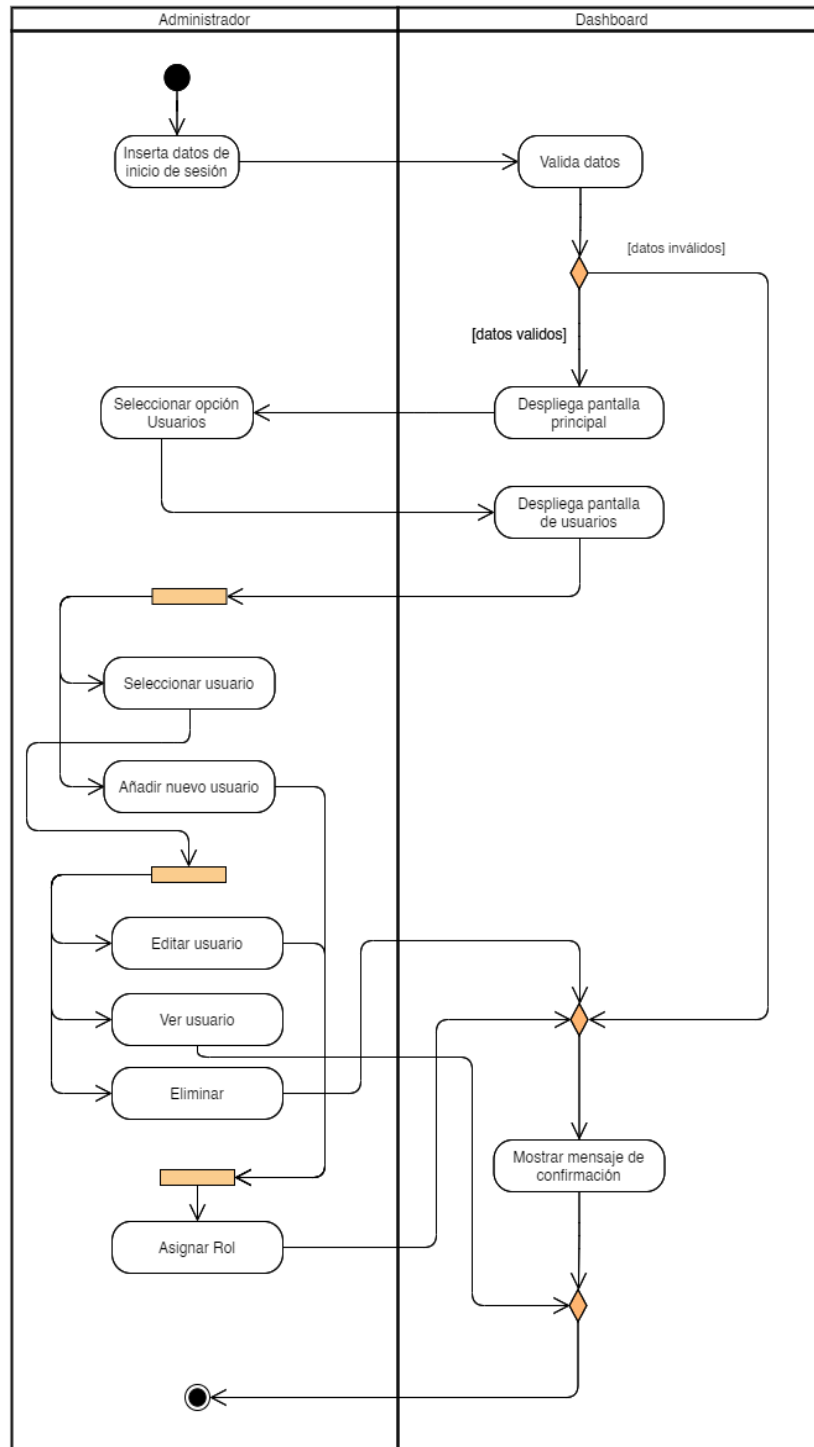 Administrador
Dashboard
Inserta datos de
inicio de sesión
Valida datos
[datos inválidos]
[datos validos]
Seleccionar opción
Usuarios
Despliega pantalla
principal
Despliega pantalla
de usuarios
Seleccionar usuario
Añadir nuevo usuario
Editar usuario
Ver usuario
Eliminar
Mostrar mensaje de
confirmación
Asignar Rol